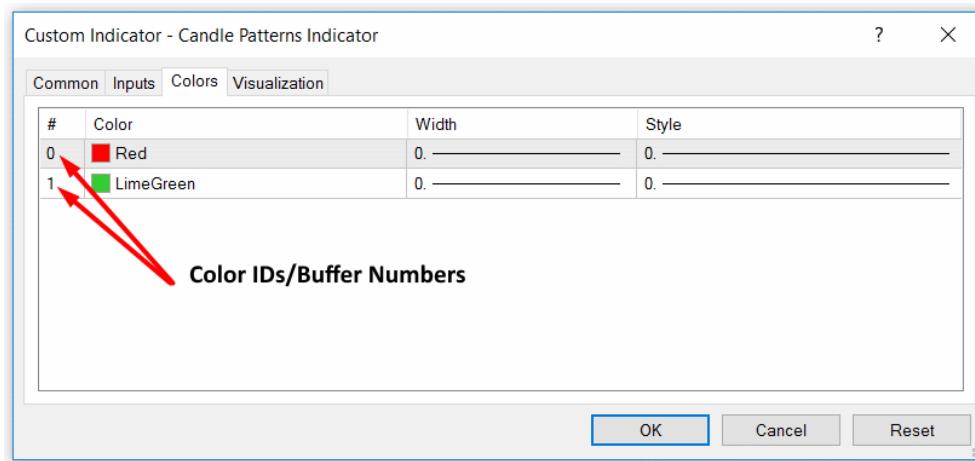 Custom Indicator - Candle Patterns Indicator ?
Common Inputs Colors Visualization
# Color Width Style
0 Red 0. 0.
1 LimeGreen 0. 0.
Color IDs/Buffer Numbers
OK Cancel Reset